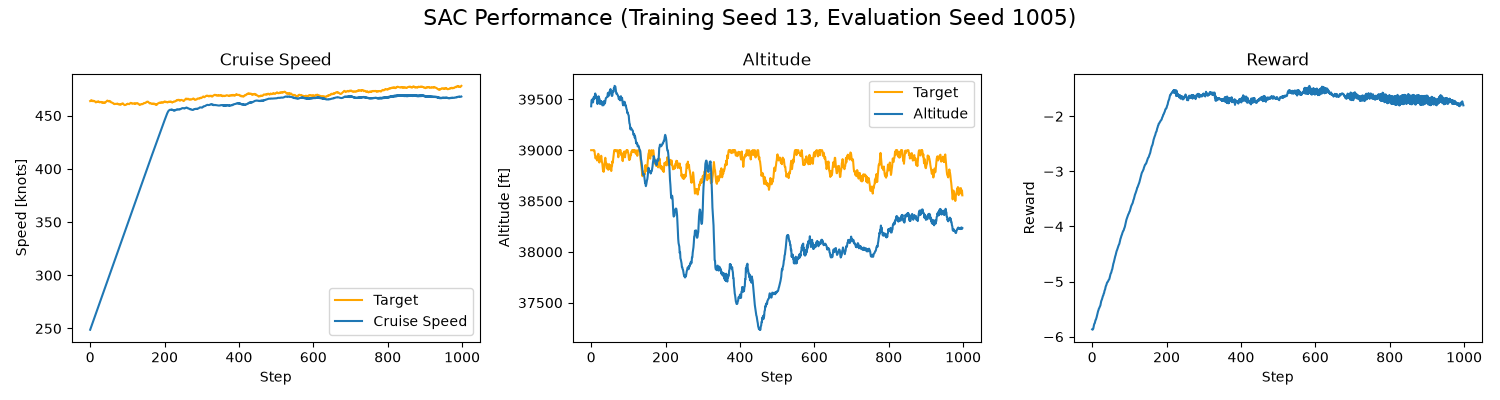 SAC Performance (Training Seed 13, Evaluation Seed 1005)
Cruise Speed
Speed [knots]
450
400
350
300
250
0 200 400 600 800 1000
Step
Target
Cruise Speed
Altitude
Altitude [ft]
39500
39000
38500
38000
37500
0 200 400 600 800 1000
Step
Target
Altitude
Reward
Reward
−2
−3
−4
−5
−6
0 200 400 600 800 1000
Step